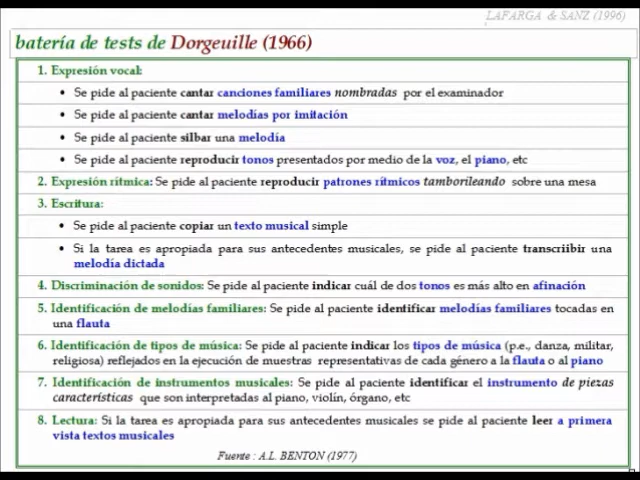 LAFARGA & SANZ (1996)
batería de tests de Dorgeuille (1966)
1. Expresión vocal:
• Se pide al paciente cantar canciones familiares nombradas por el examinador
• Se pide al paciente cantar melodías por imitación
• Se pide al paciente silbar una melodía
• Se pide al paciente reproducir tonos presentados por medio de la voz, el piano, etc
2. Expresión rítmica: Se pide al paciente reproducir patrones rítmicos tamborileando sobre una mesa
3. Escritura:
• Se pide al paciente copiar un texto musical simple
• Si la tarea es apropiada para sus antecedentes musicales, se pide al paciente transcriibir una
melodía dictada
4. Discriminación de sonidos: Se pide al paciente indicar cuál de dos tonos es más alto en afinación
5. Identificación de melodías familiares: Se pide al paciente identificar melodías familiares tocadas en
una flauta
6. Identificación de tipos de música: Se pide al paciente indicar los tipos de música (p.e., danza, militar,
religiosa) reflejados en la ejecución de muestras representativas de cada género a la flauta o al piano
7. Identificación de instrumentos musicales: Se pide al paciente identificar el instrumento de piezas
características que son interpretadas al piano, violín, órgano, etc
8. Lectura: Si la tarea es apropiada para sus antecedentes musicales se pide al paciente leer a primera
vista textos musicales
Fuente : A.L. BENTON (1977)